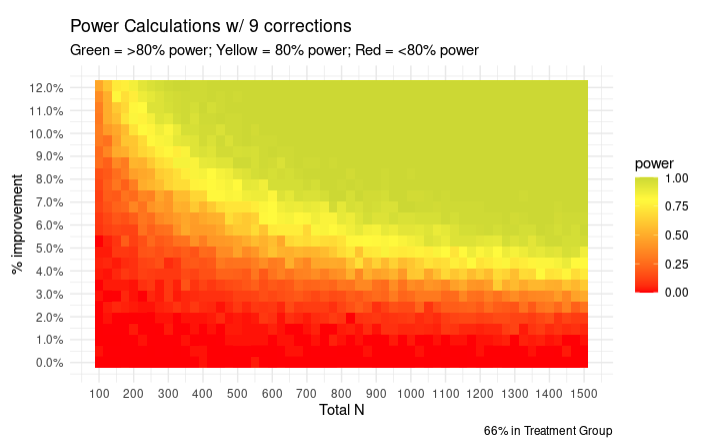 Power Calculations w/ 9 corrections
Green = >80% power; Yellow = 80% power; Red = <80% power
12.0%
11.0%
10.0%
9.0%
8.0%
7.0%
6.0%
5.0%
4.0%
3.0%
2.0%
1.0%
0.0%
% improvement
100 200 300 400 500 600 700 800 900 1000 1100 1200 1300 1400 1500
Total N
power
1.00
0.75
0.50
0.25
0.00
66% in Treatment Group